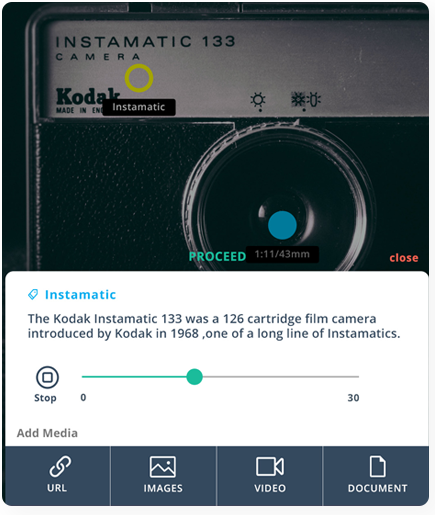 INSTAMATIC 133
CAMERA
Kodak
MADE IN EN
Instamatic
PROCEED
1:11/43mm
close
Instamatic
The Kodak Instamatic 133 was a 126 cartridge film camera
introduced by Kodak in 1968 ,one of a long line of Instamatics.
Stop
0
30
Add Media
URL
IMAGES
VIDEO
DOCUMENT